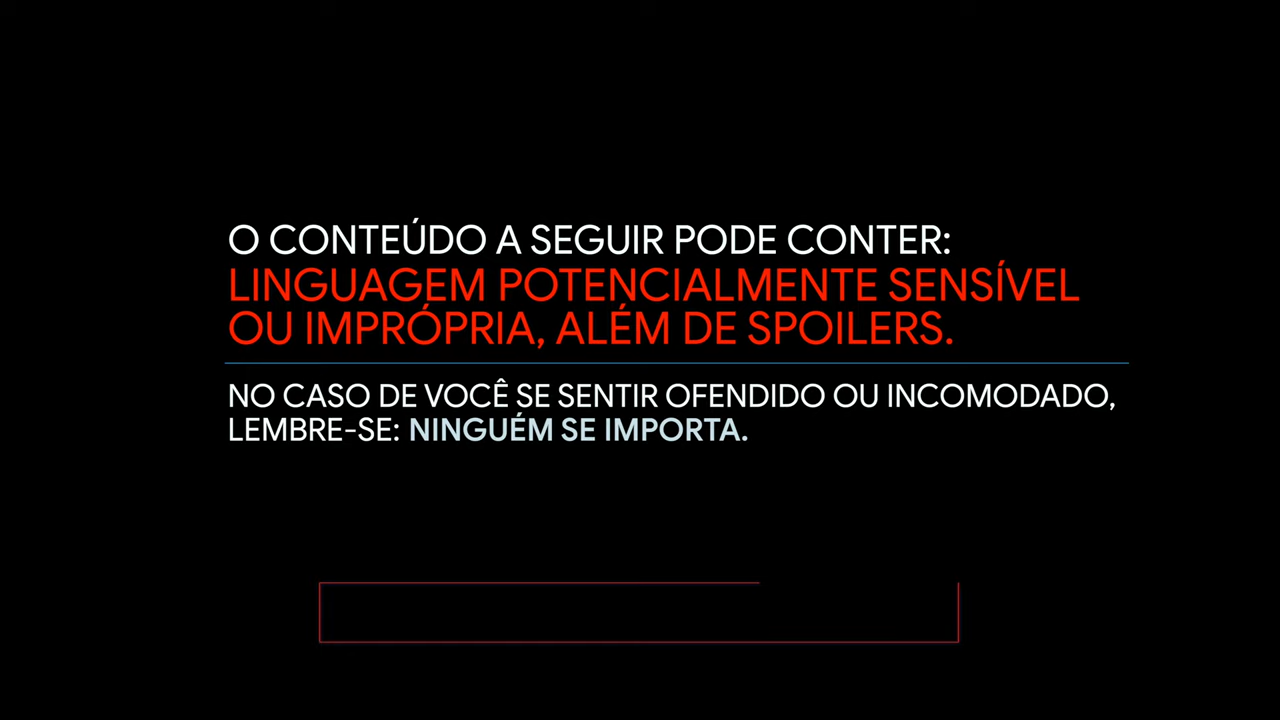 O CONTEÚDO A SEGUIR PODE CONTER:
LINGUAGEM POTENCIALMENTE SENSÍVEL
OU IMPRÓPRIA, ALÉM DE SPOILERS.
NO CASO DE VOCÊ SE SENTIR OFENDIDO OU INCOMODADO,
LEMBRE-SE: NINGUÉM SE IMPORTA.